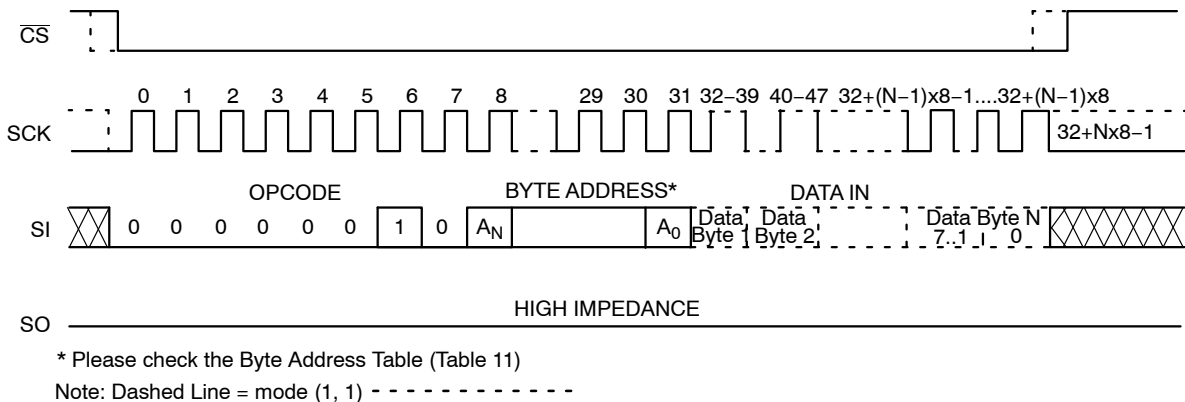 CS
0 1 2 3 4 5 6 7 8 29 30 31 32–39 40–47 32+(N–1)x8–1....32+(N–1)x8
SCK
32+Nx8–1
OPCODE BYTE ADDRESS* DATA IN
SI
0 0 0 0 0 0 1 0 AN A0 Data Byte 1 Data Byte 2 Data Byte N
7..1 0
HIGH IMPEDANCE
SO
* Please check the Byte Address Table (Table 11)
Note: Dashed Line = mode (1, 1) – – – – – – – – – – – – –